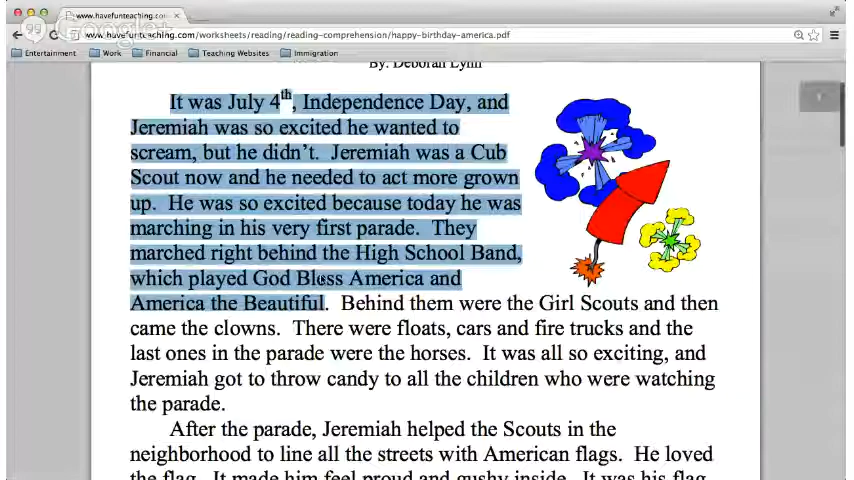 www.havefunteaching.com/
Google+
www.havefunteaching.com/worksheets/reading/reading-comprehension/happy-birthday-america.pdf
Entertainment Work Financial Teaching Websites Immigration
By: Deborah Lynn
It was July 4th, Independence Day, and
Jeremiah was so excited he wanted to
scream, but he didn't. Jeremiah was a Cub
Scout now and he needed to act more grown
up. He was so excited because today he was
marching in his very first parade. They
marched right behind the High School Band,
which played God Bless America and
America the Beautiful. Behind them were the Girl Scouts and then
came the clowns. There were floats, cars and fire trucks and the
last ones in the parade were the horses. It was all so exciting, and
Jeremiah got to throw candy to all the children who were watching
the parade.
After the parade, Jeremiah helped the Scouts in the
neighborhood to line all the streets with American flags. He loved
the flag. It made him feel proud and gushy inside. It was his flag